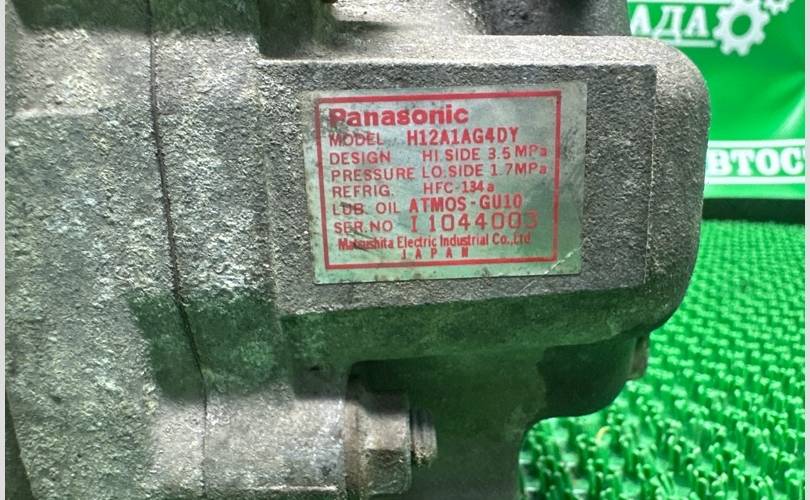 АДА
ВТОС
Panasonic
MODEL H12A1AG4DY
DESIGN HI.SIDE 3.5MPa
PRESSURE LO.SIDE 1.7MPa
REFRIG. HFC-134a
LUB. OIL ATMOS-GU10
SER.NO I1044003
Matsushita Electric Industrial Co.,Ltd.
JAPAN